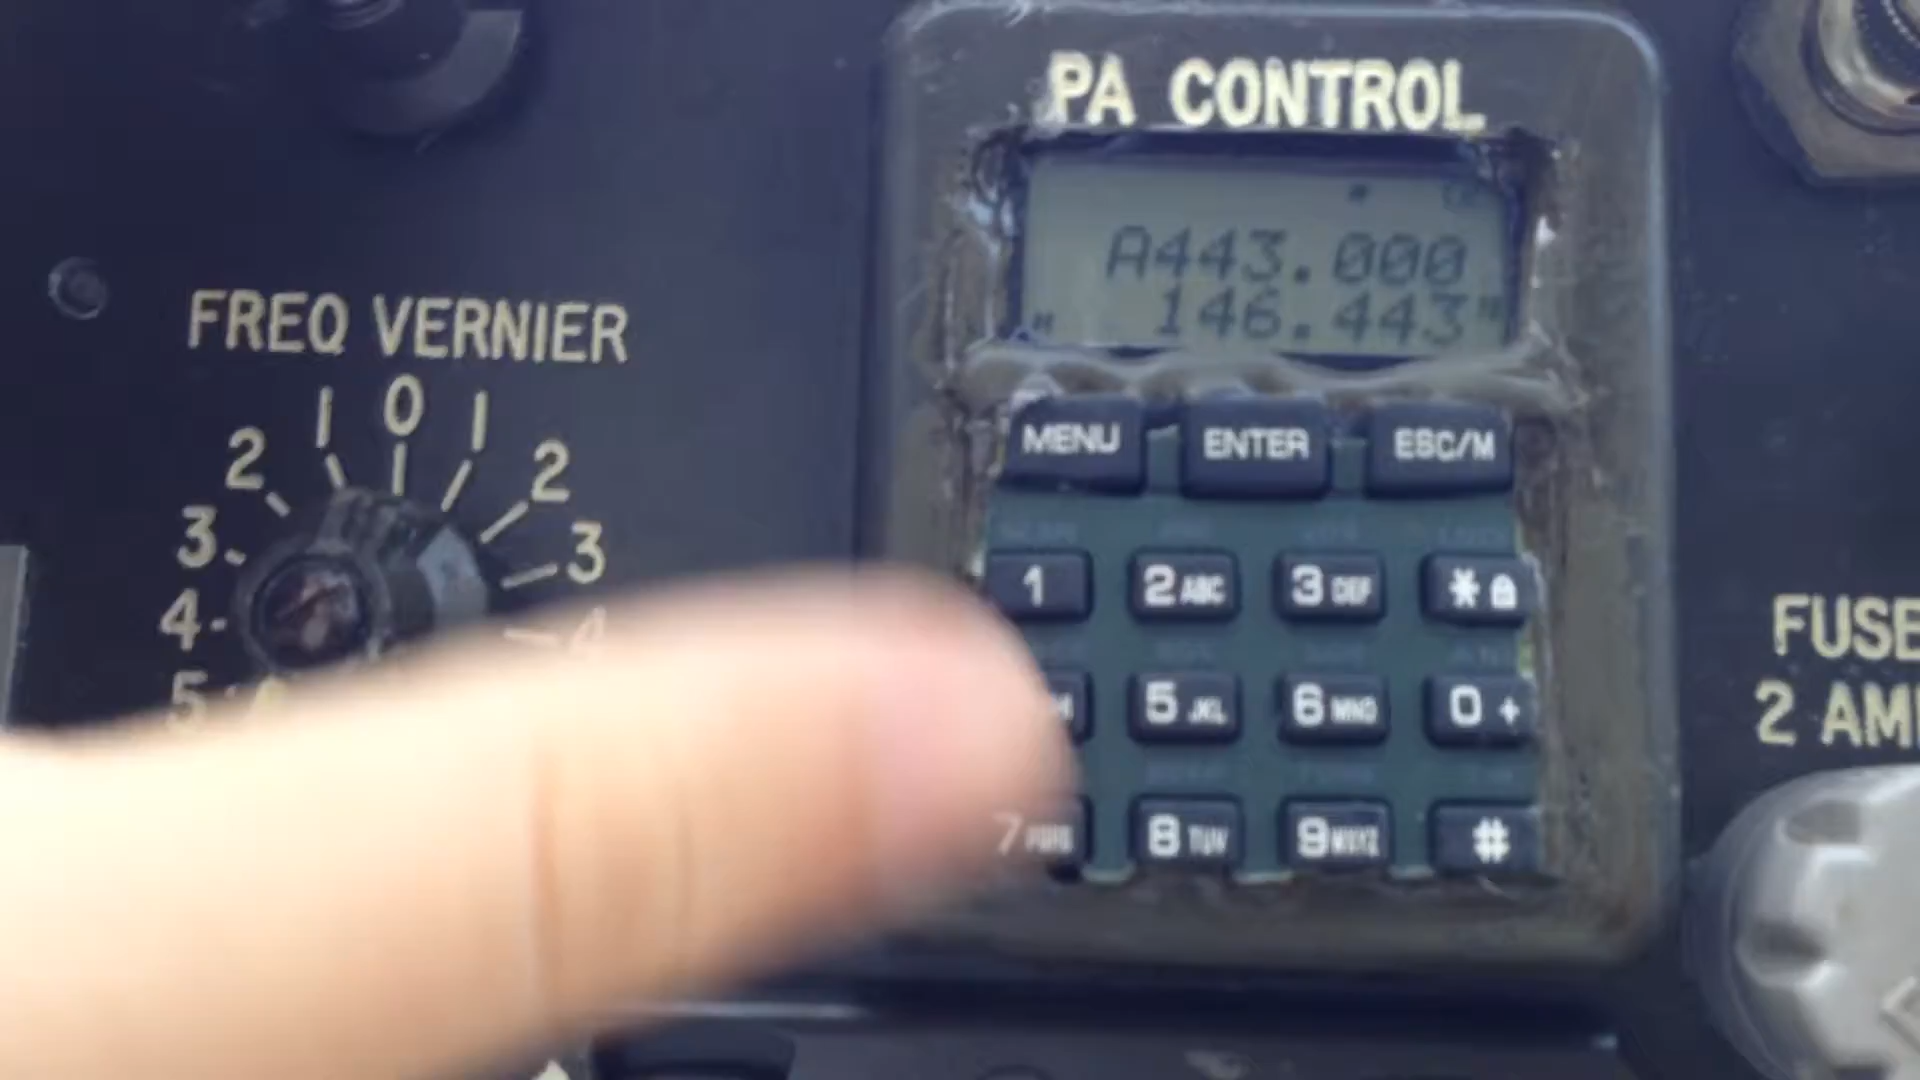 PA CONTROL
A443.000
146.443
FREQ VERNIER
1 0 1
2 2
3 3
4 4
5
MENU ENTER ESC/M
1 2 ABC 3 DEF *
5 JKL 6 MNO 0 +
7 PQRS 8 TUV 9 WXYZ #
FUSE
2 AM